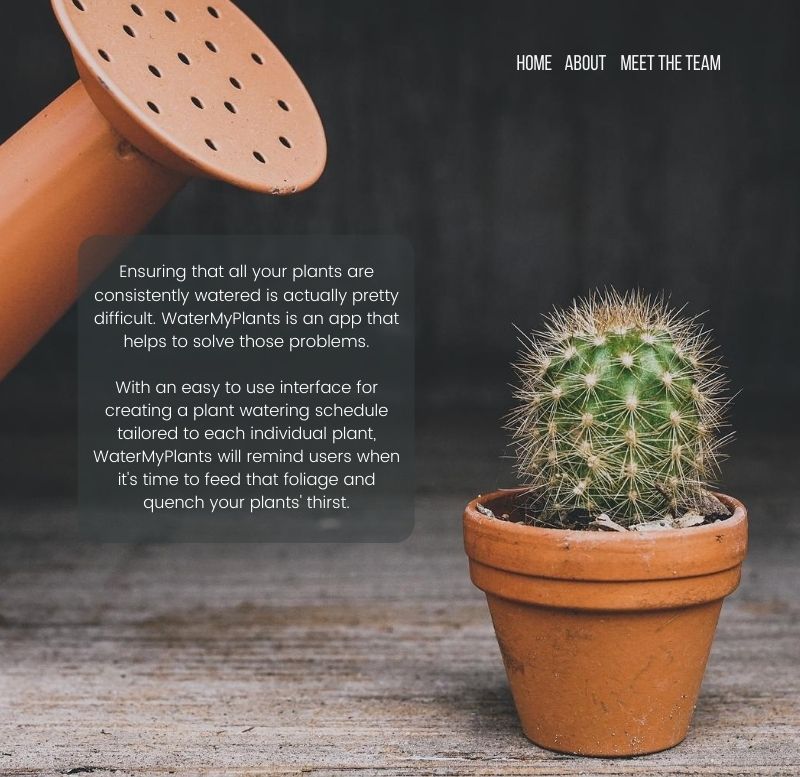 HOME ABOUT MEET THE TEAM
Ensuring that all your plants are
consistently watered is actually pretty
difficult. WaterMyPlants is an app that
helps to solve those problems.
With an easy to use interface for
creating a plant watering schedule
tailored to each individual plant,
WaterMyPlants will remind users when
it's time to feed that foliage and
quench your plants' thirst.